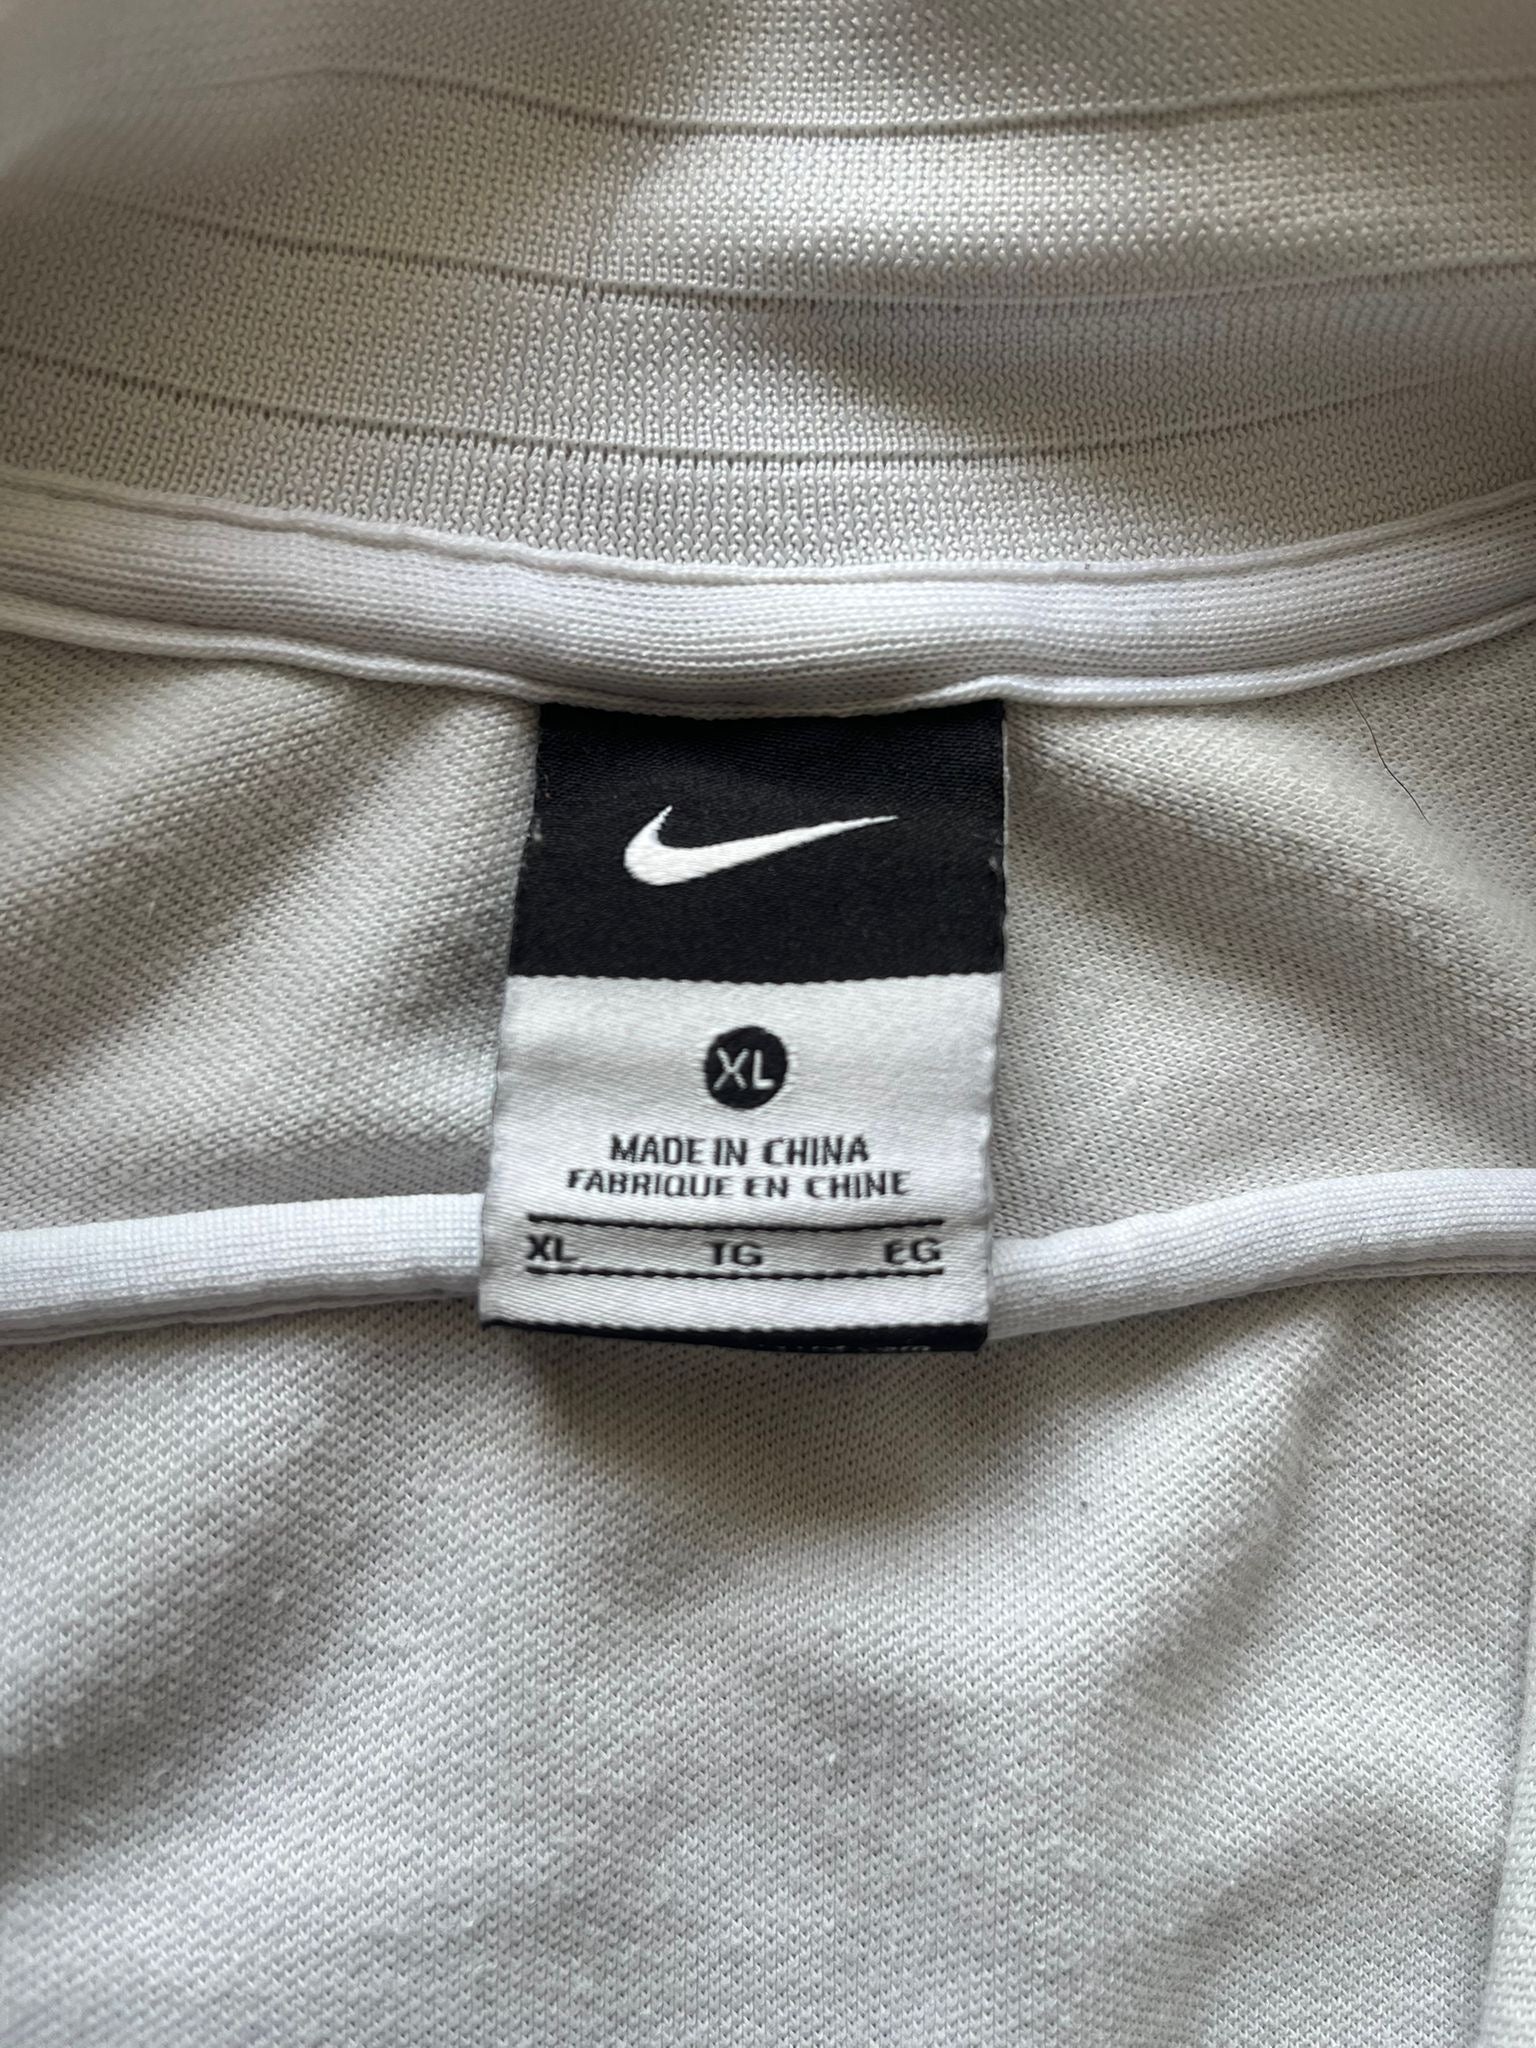 XL
MADE IN CHINA
FABRIQUE EN CHINE
XL TG EG